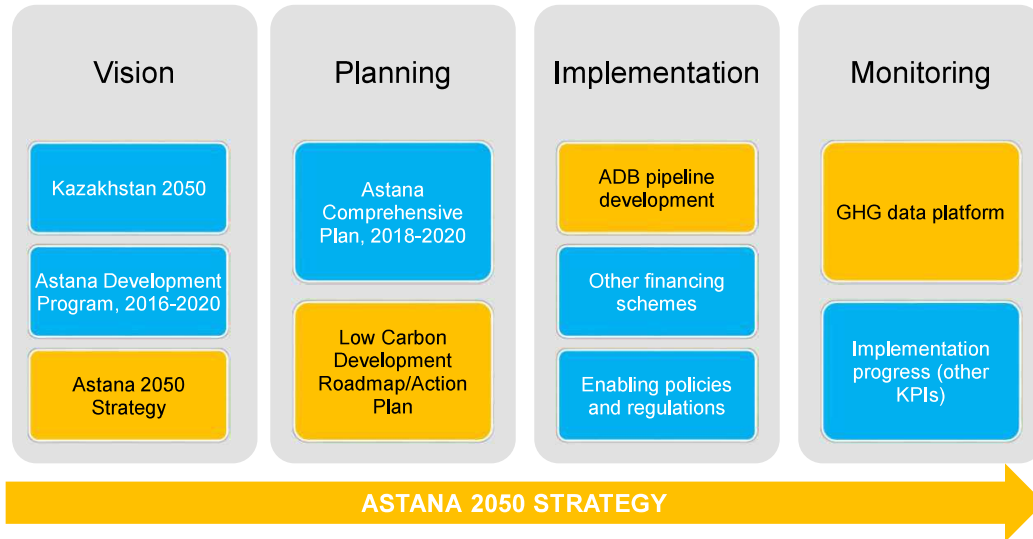 Vision
Kazakhstan 2050
Astana Development
Program, 2016-2020
Astana 2050
Strategy
Planning
Astana
Comprehensive
Plan, 2018-2020
Low Carbon
Development
Roadmap/Action
Plan
Implementation
ADB pipeline
development
Other financing
schemes
Enabling policies
and regulations
Monitoring
GHG data platform
Implementation
progress (other
KPIs)
ASTANA 2050 STRATEGY